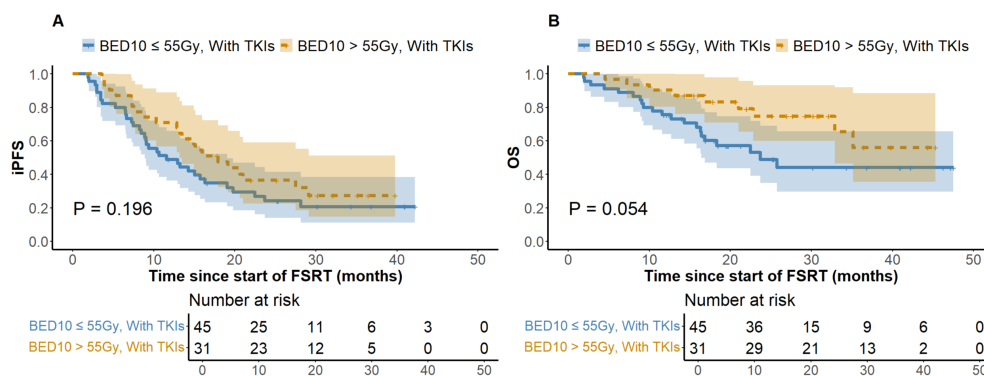 A
BED10 ≤ 55Gy, With TKIs BED10 > 55Gy, With TKIs
iPFS
1.0
0.8
0.6
0.4
0.2
0.0
P = 0.196
0 10 20 30 40 50
Time since start of FSRT (months)
Number at risk
BED10 ≤ 55Gy, With TKIs 45 25 11 6 3 0
BED10 > 55Gy, With TKIs 31 23 12 5 0 0
0 10 20 30 40 50
B
BED10 ≤ 55Gy, With TKIs BED10 > 55Gy, With TKIs
OS
1.0
0.8
0.6
0.4
0.2
0.0
P = 0.054
0 10 20 30 40 50
Time since start of FSRT (months)
Number at risk
BED10 ≤ 55Gy, With TKIs 45 36 15 9 6 0
BED10 > 55Gy, With TKIs 31 29 21 13 2 0
0 10 20 30 40 50